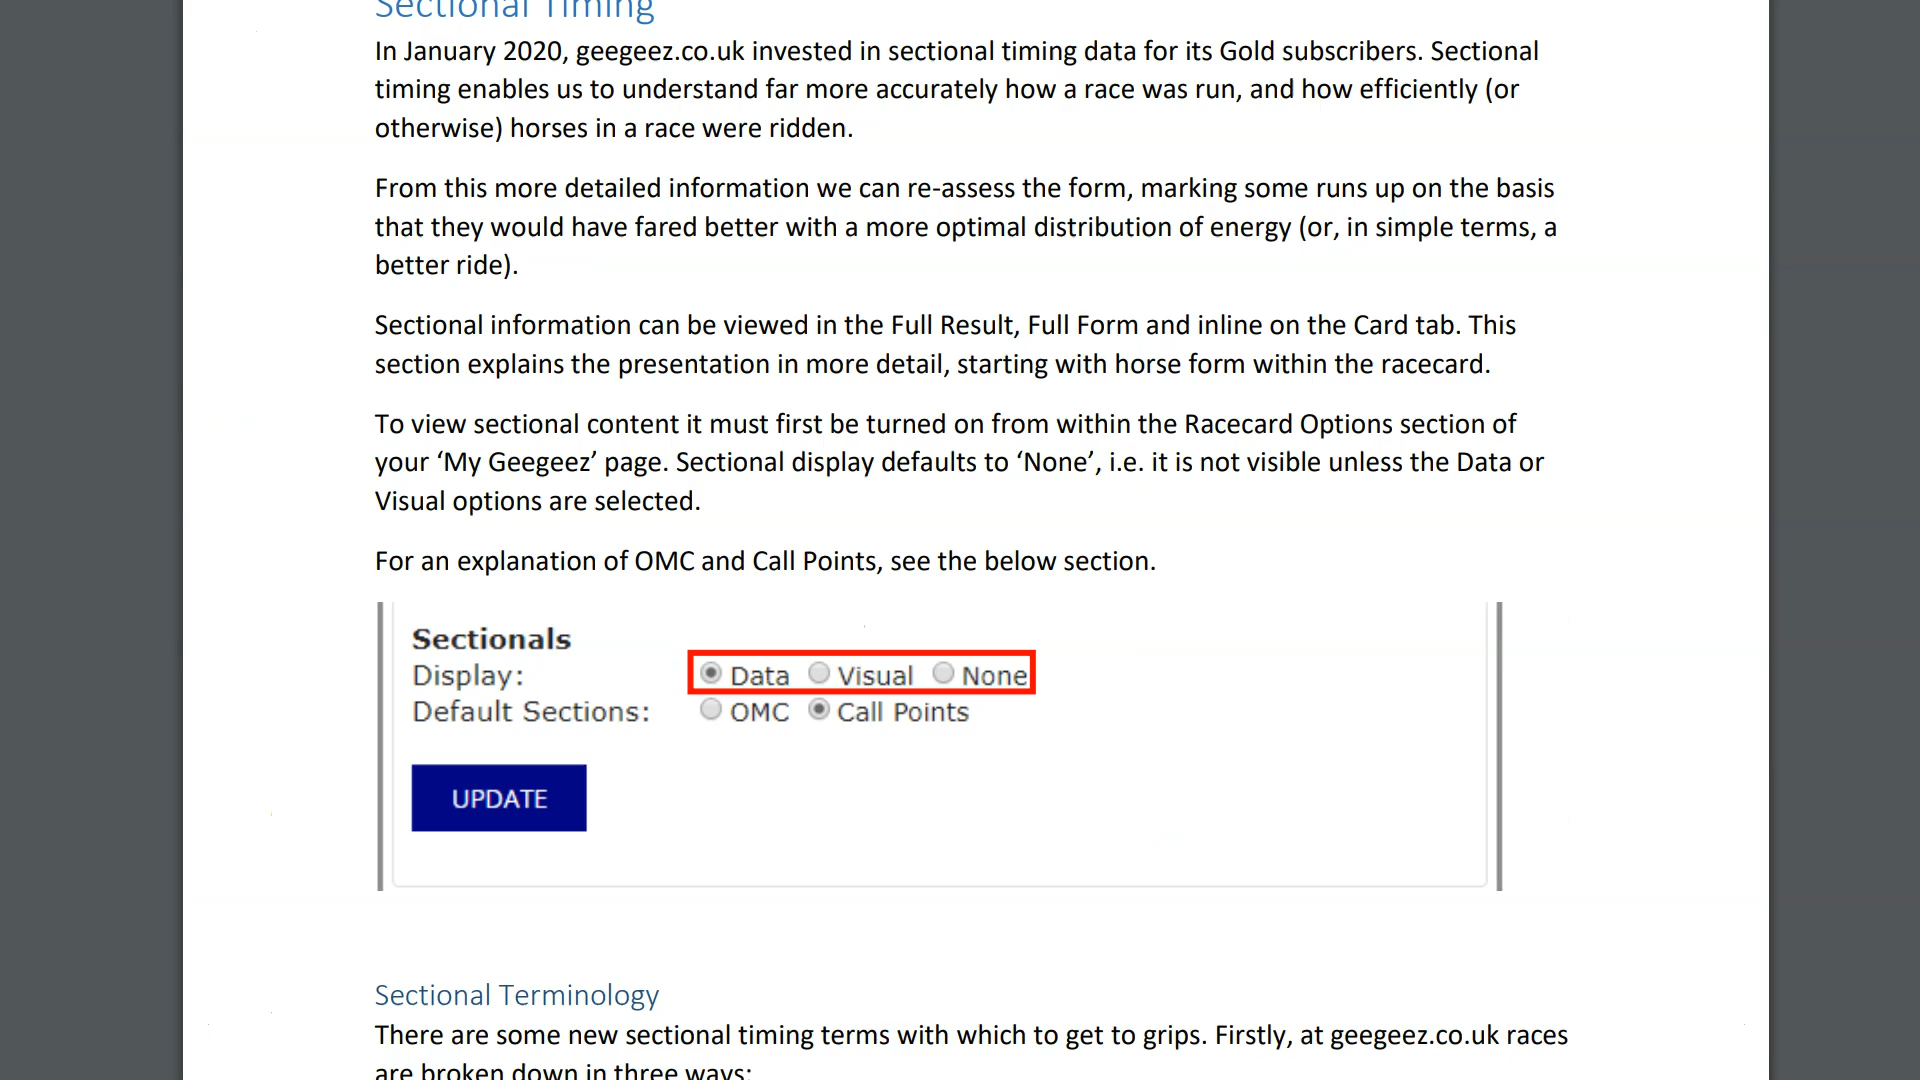 Sectional Timing
In January 2020, geegeez.co.uk invested in sectional timing data for its Gold subscribers. Sectional
timing enables us to understand far more accurately how a race was run, and how efficiently (or
otherwise) horses in a race were ridden.
From this more detailed information we can re-assess the form, marking some runs up on the basis
that they would have fared better with a more optimal distribution of energy (or, in simple terms, a
better ride).
Sectional information can be viewed in the Full Result, Full Form and inline on the Card tab. This
section explains the presentation in more detail, starting with horse form within the racecard.
To view sectional content it must first be turned on from within the Racecard Options section of
your ‘My Geegeez’ page. Sectional display defaults to ‘None’, i.e. it is not visible unless the Data or
Visual options are selected.
For an explanation of OMC and Call Points, see the below section.
Sectionals
Display: Data Visual None
Default Sections: OMC Call Points
UPDATE
Sectional Terminology
There are some new sectional timing terms with which to get to grips. Firstly, at geegeez.co.uk races
are broken down in three ways: